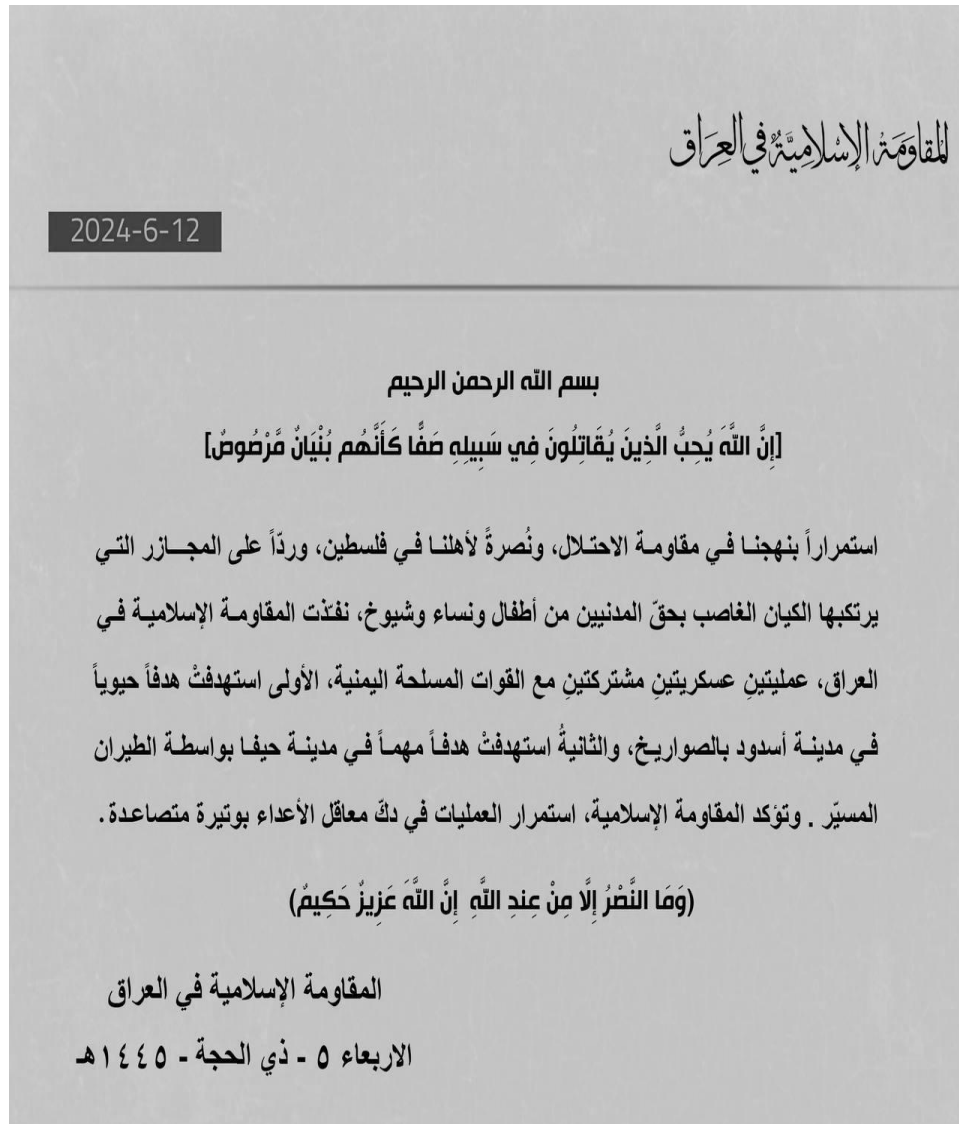 المقاومة الإسلامية في العراق
2024-6-12
بسم الله الرحمن الرحيم
[إِنَّ اللَّهَ يُحِبُّ الَّذِينَ يُقَاتِلُونَ فِي سَبِيلِهِ صَفًّا كَأَنَّهُم بُنْيَانٌ مَّرْصُوصٌ]
استمراراً بنهجنا في مقاومة الاحتلال، ونُصرةً لأهلنا في فلسطين، وردّاً على المجازر التي
يرتكبها الكيان الغاصب بحقّ المدنيين من أطفال ونساء وشيوخ، نفـّذت المقاومة الإسلامية في
العراق، عمليتينِ عسكريتينِ مشتركتينِ مع القوات المسلحة اليمنية، الأولى استهدفتْ هدفاً حيوياً
في مدينة أسدود بالصواريخ، والثانيةُ استهدفتْ هدفاً مهماً في مدينة حيفا بواسطة الطيران
المسيّر . وتؤكد المقاومة الإسلامية، استمرار العمليات في دكّ معاقل الأعداء بوتيرة متصاعدة.
(وَمَا النَّصْرُ إِلَّا مِنْ عِندِ اللَّهِ إِنَّ اللَّهَ عَزِيزٌ حَكِيمٌ)
المقاومة الإسلامية في العراق
الاربعاء ٥ - ذي الحجة - ١٤٤٥هـ